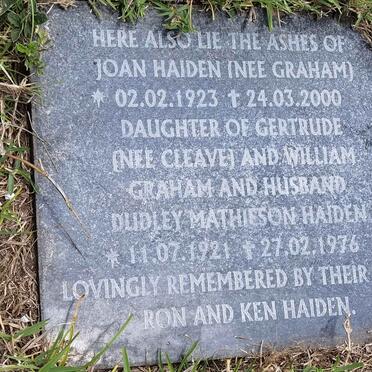 HERE ALSO LIE THE ASHES OF
JOAN HAIDEN (NEE GRAHAM)
* 02.02.1923 ✝ 24.03.2000
DAUGHTER OF GERTRUDE
(NEE CLEAVE) AND WILLIAM
GRAHAM AND HUSBAND
DUDLEY MATHIESON HAIDEN
* 11.07.1921 ✝ 27.02.1976
LOVINGLY REMEMBERED BY THEIR
RON AND KEN HAIDEN.